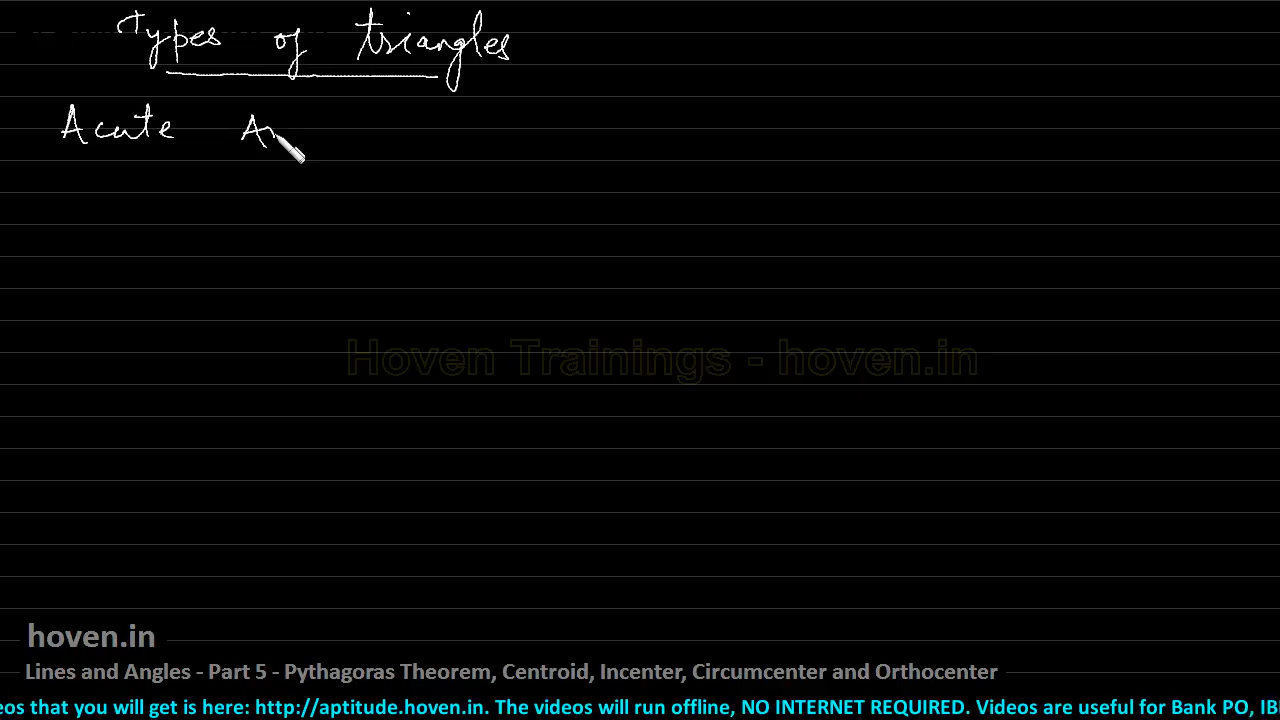 Types of triangles
Acute An
Hoven Trainings - hoven.in
hoven.in
Lines and Angles - Part 5 - Pythagoras Theorem, Centroid, Incenter, Circumcenter and Orthocenter
eos that you will get is here: http://aptitude.hoven.in. The videos will run offline, NO INTERNET REQUIRED. Videos are useful for Bank PO, IB